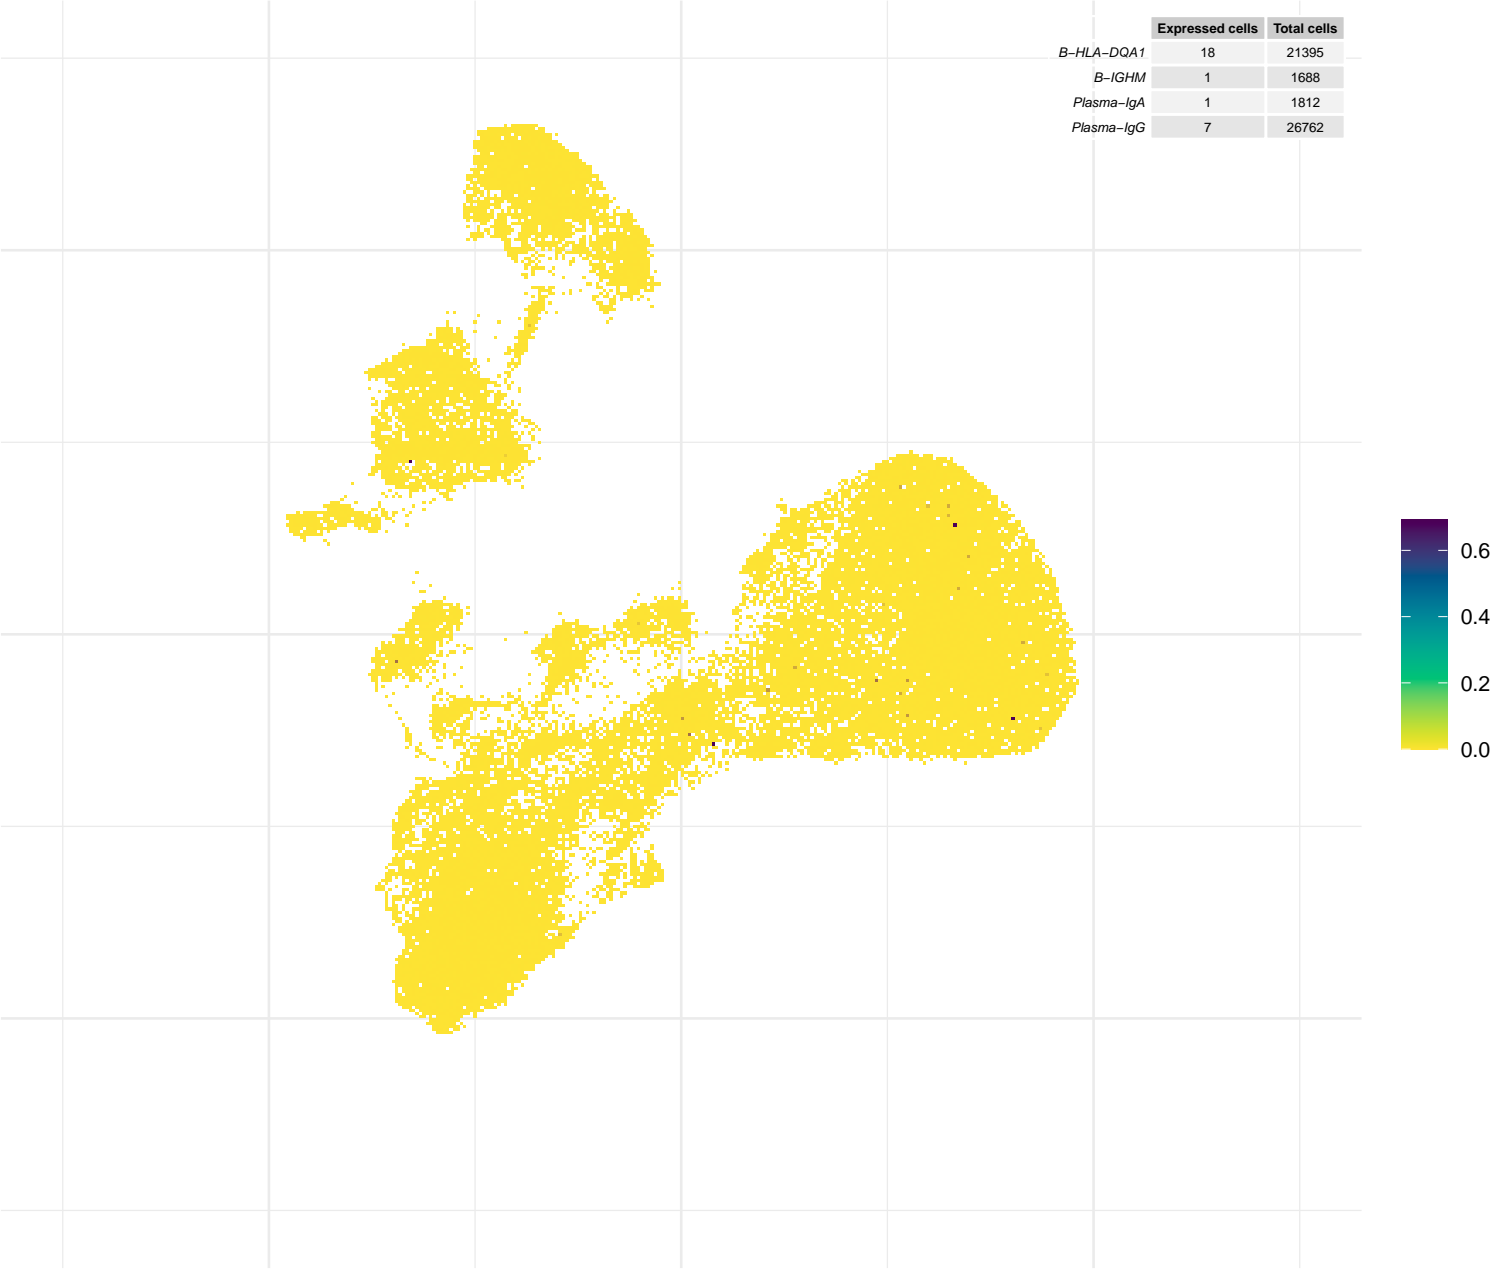 Expressed cells Total cells
B−HLA−DQA1 18 21395
B−IGHM 1 1688
Plasma−IgA 1 1812
Plasma−IgG 7 26762
0.6
0.4
0.2
0.0